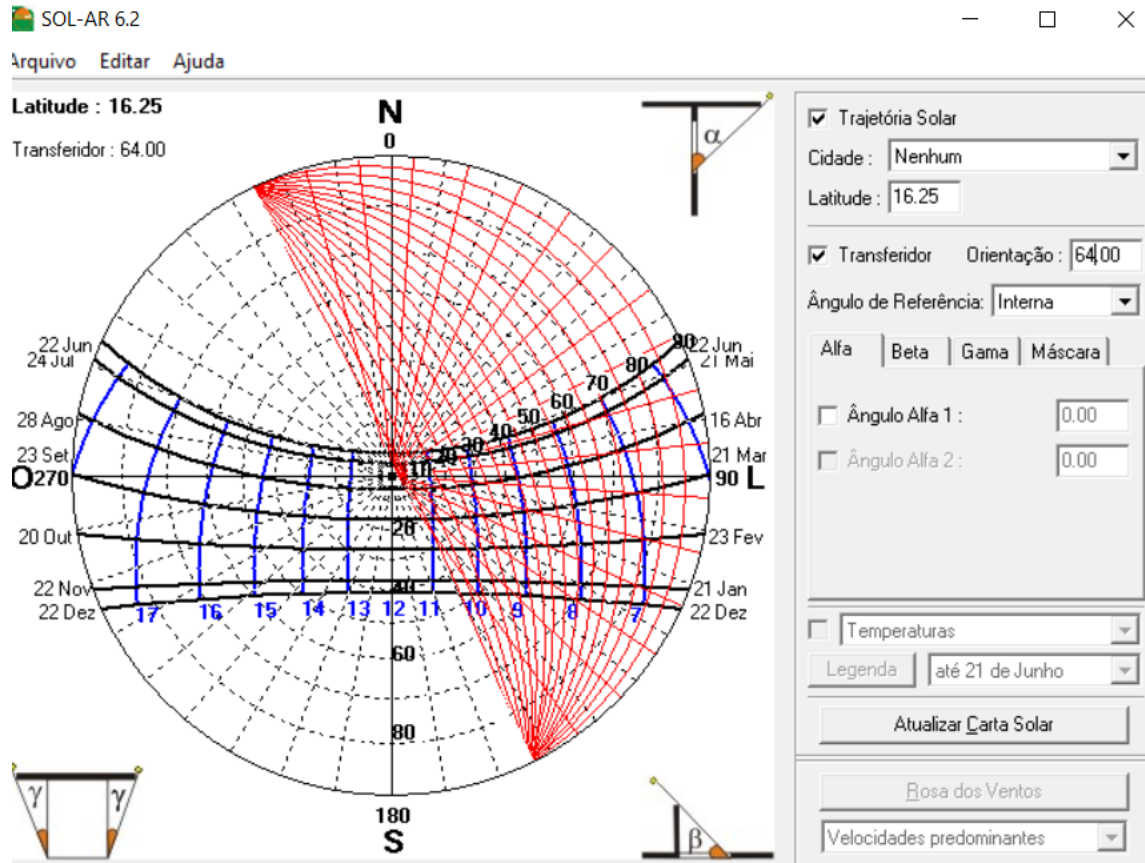 SOL-AR 6.2
Arquivo Editar Ajuda
Latitude : 16.25
Transferidor : 64.00
N
0
α
22 Jun
24 Jul
28 Ago
23 Set
O 270
20 Out
22 Nov
22 Dez
90
80
70
60
50
40
30
20
10
22 Jun
21 Mai
16 Abr
21 Mar
90 L
23 Fev
21 Jan
22 Dez
20
40
17 16 15 14 13 12 11 10 9 8 7
60
80
180
S
γ γ
β
Trajetória Solar
Cidade : Nenhum
Latitude : 16.25
Transferidor Orientação : 64.00
Ângulo de Referência: Interna
Alfa Beta Gama Máscara
Ângulo Alfa 1 : 0.00
Ângulo Alfa 2 : 0.00
Temperaturas
Legenda até 21 de Junho
Atualizar Carta Solar
Rosa dos Ventos
Velocidades predominantes